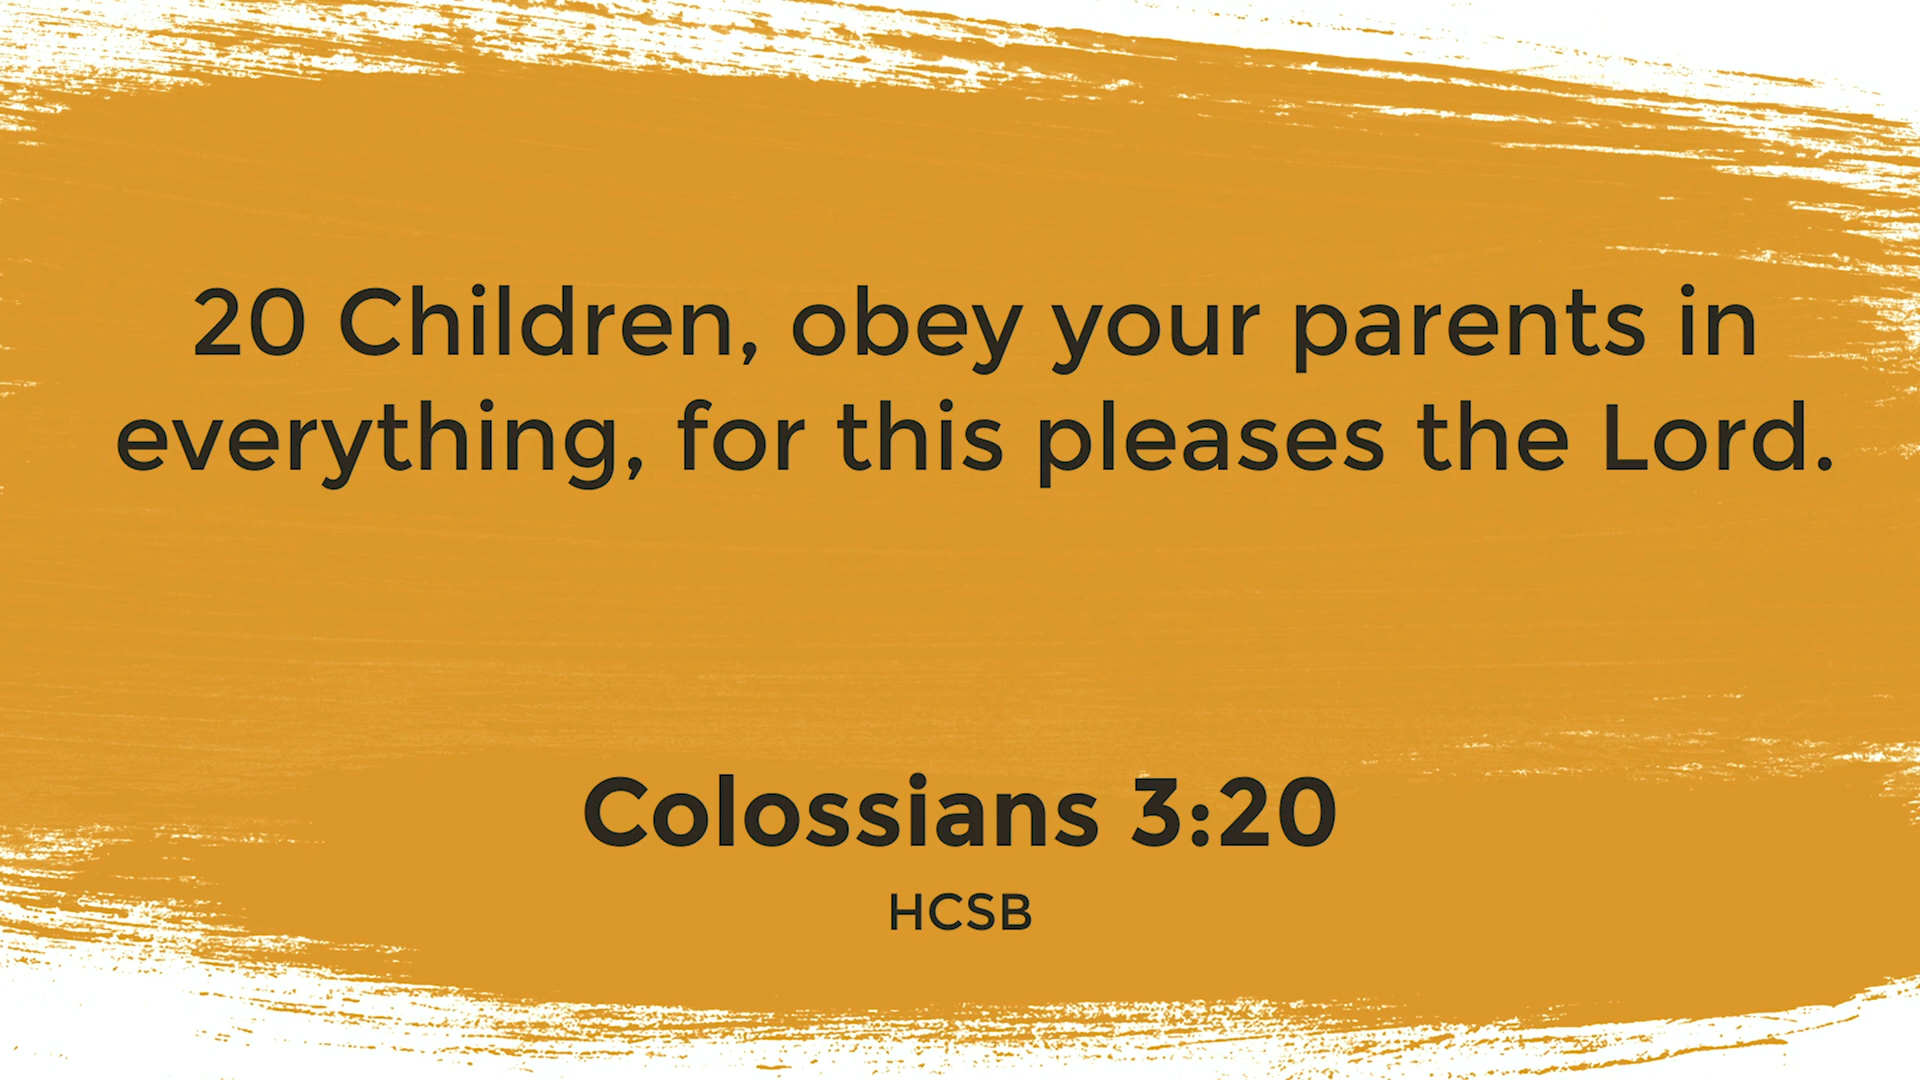 20 Children, obey your parents in
everything, for this pleases the Lord.
Colossians 3:20
HCSB